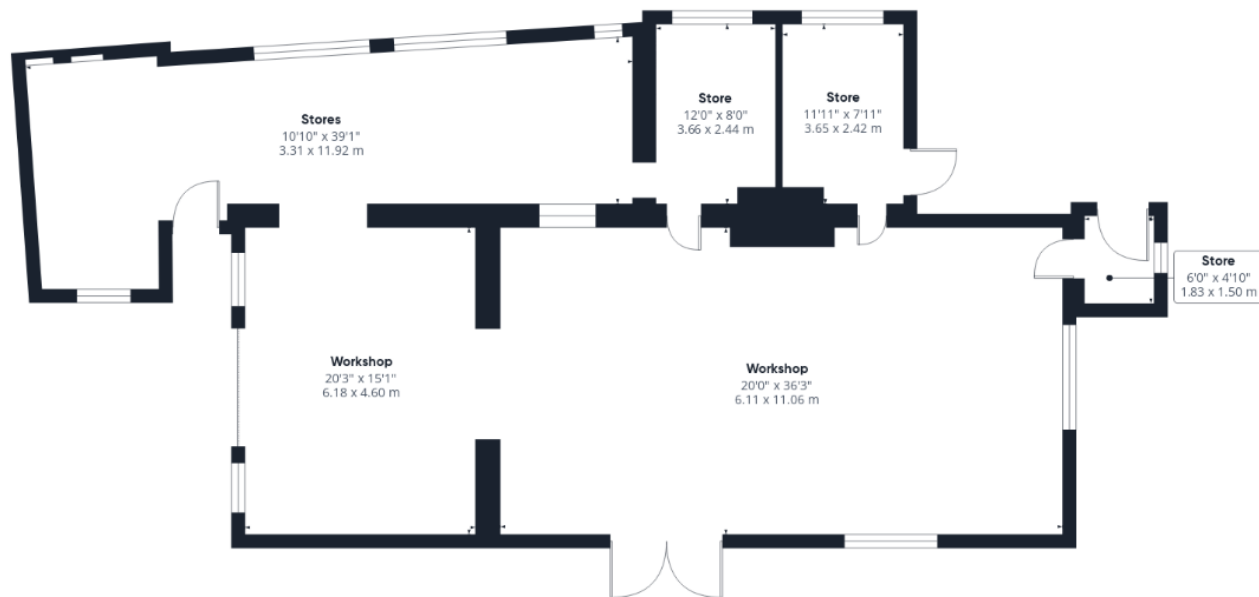 Stores
10'10" x 39'1"
3.31 x 11.92 m
Store
12'0" x 8'0"
3.66 x 2.44 m
Store
11'11" x 7'11"
3.65 x 2.42 m
Store
6'0" x 4'10"
1.83 x 1.50 m
Workshop
20'3" x 15'1"
6.18 x 4.60 m
Workshop
20'0" x 36'3"
6.11 x 11.06 m